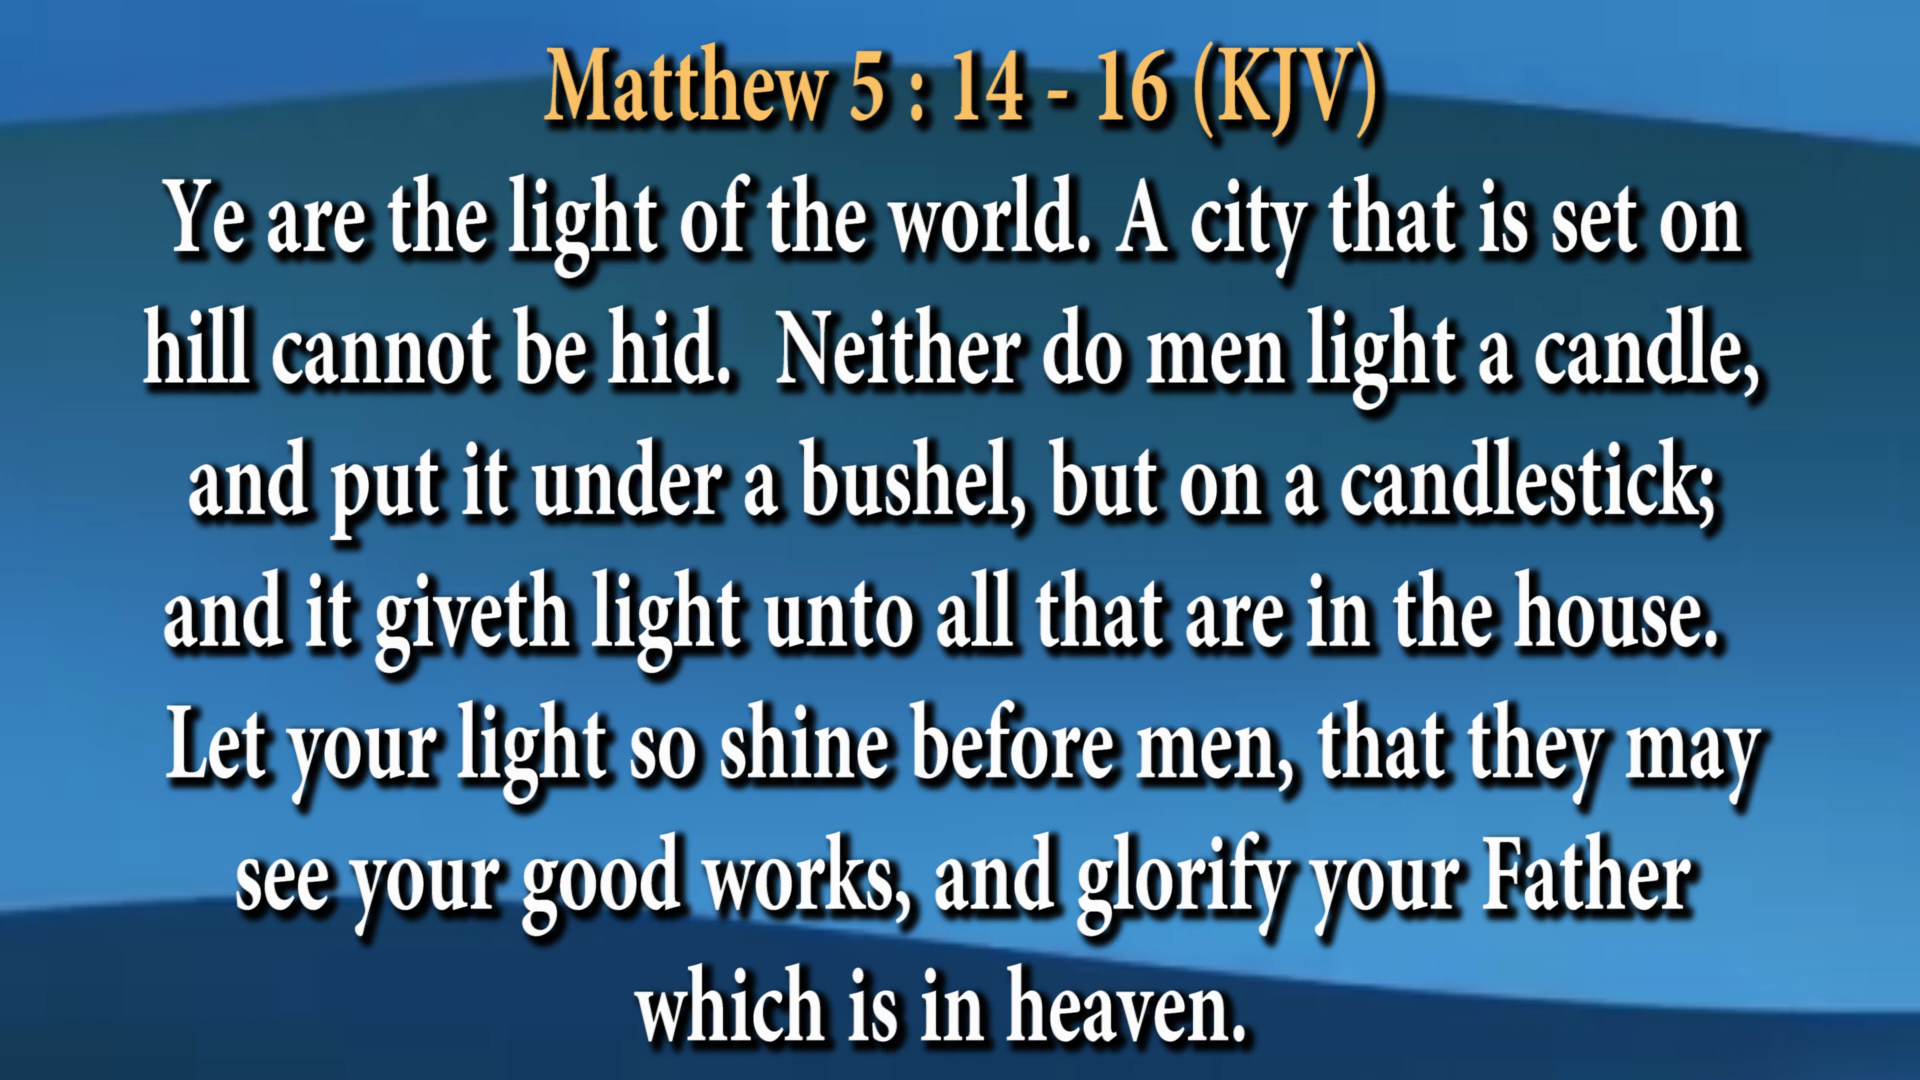 Matthew 5 : 14 - 16 (KJV)
Ye are the light of the world. A city that is set on
hill cannot be hid. Neither do men light a candle,
and put it under a bushel, but on a candlestick;
and it giveth light unto all that are in the house.
Let your light so shine before men, that they may
see your good works, and glorify your Father
which is in heaven.